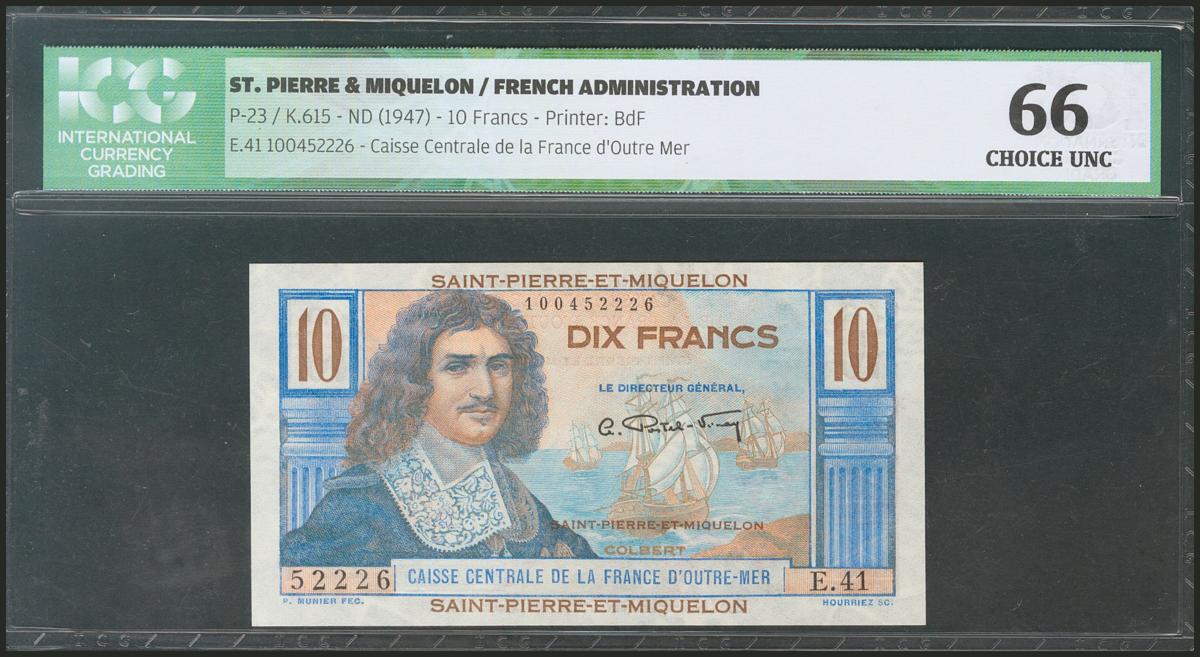 ICG
INTERNATIONAL
CURRENCY
GRADING
ST. PIERRE & MIQUELON / FRENCH ADMINISTRATION
P-23 / K.615 - ND (1947) - 10 Francs - Printer: BdF
E.41 100452226 - Caisse Centrale de la France d'Outre Mer
66
CHOICE UNC
SAINT-PIERRE-ET-MIQUELON
100452226
10
DIX FRANCS
10
LE DIRECTEUR GÉNÉRAL,
A. Postel-Vinay
SAINT-PIERRE-ET-MIQUELON
COLBERT
52226
CAISSE CENTRALE DE LA FRANCE D'OUTRE-MER
E.41
P. MUNIER FEC.
SAINT-PIERRE-ET-MIQUELON
HOURRIEZ SC.